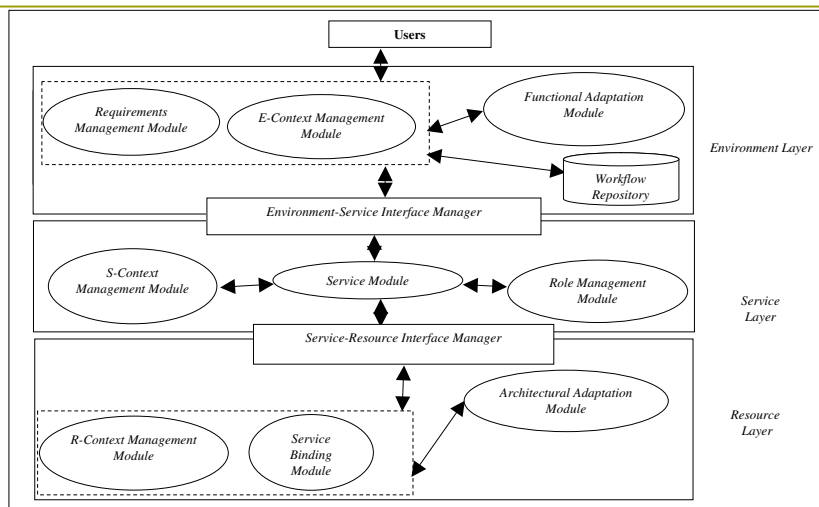 Users
Requirements
Management Module
E-Context Management
Module
Functional Adaptation
Module
Environment Layer
Workflow
Repository
Environment-Service Interface Manager
S-Context
Management Module
Service Module
Role Management
Module
Service
Layer
Service-Resource Interface Manager
Architectural Adaptation
Module
R-Context Management
Module
Service
Binding
Module
Resource
Layer